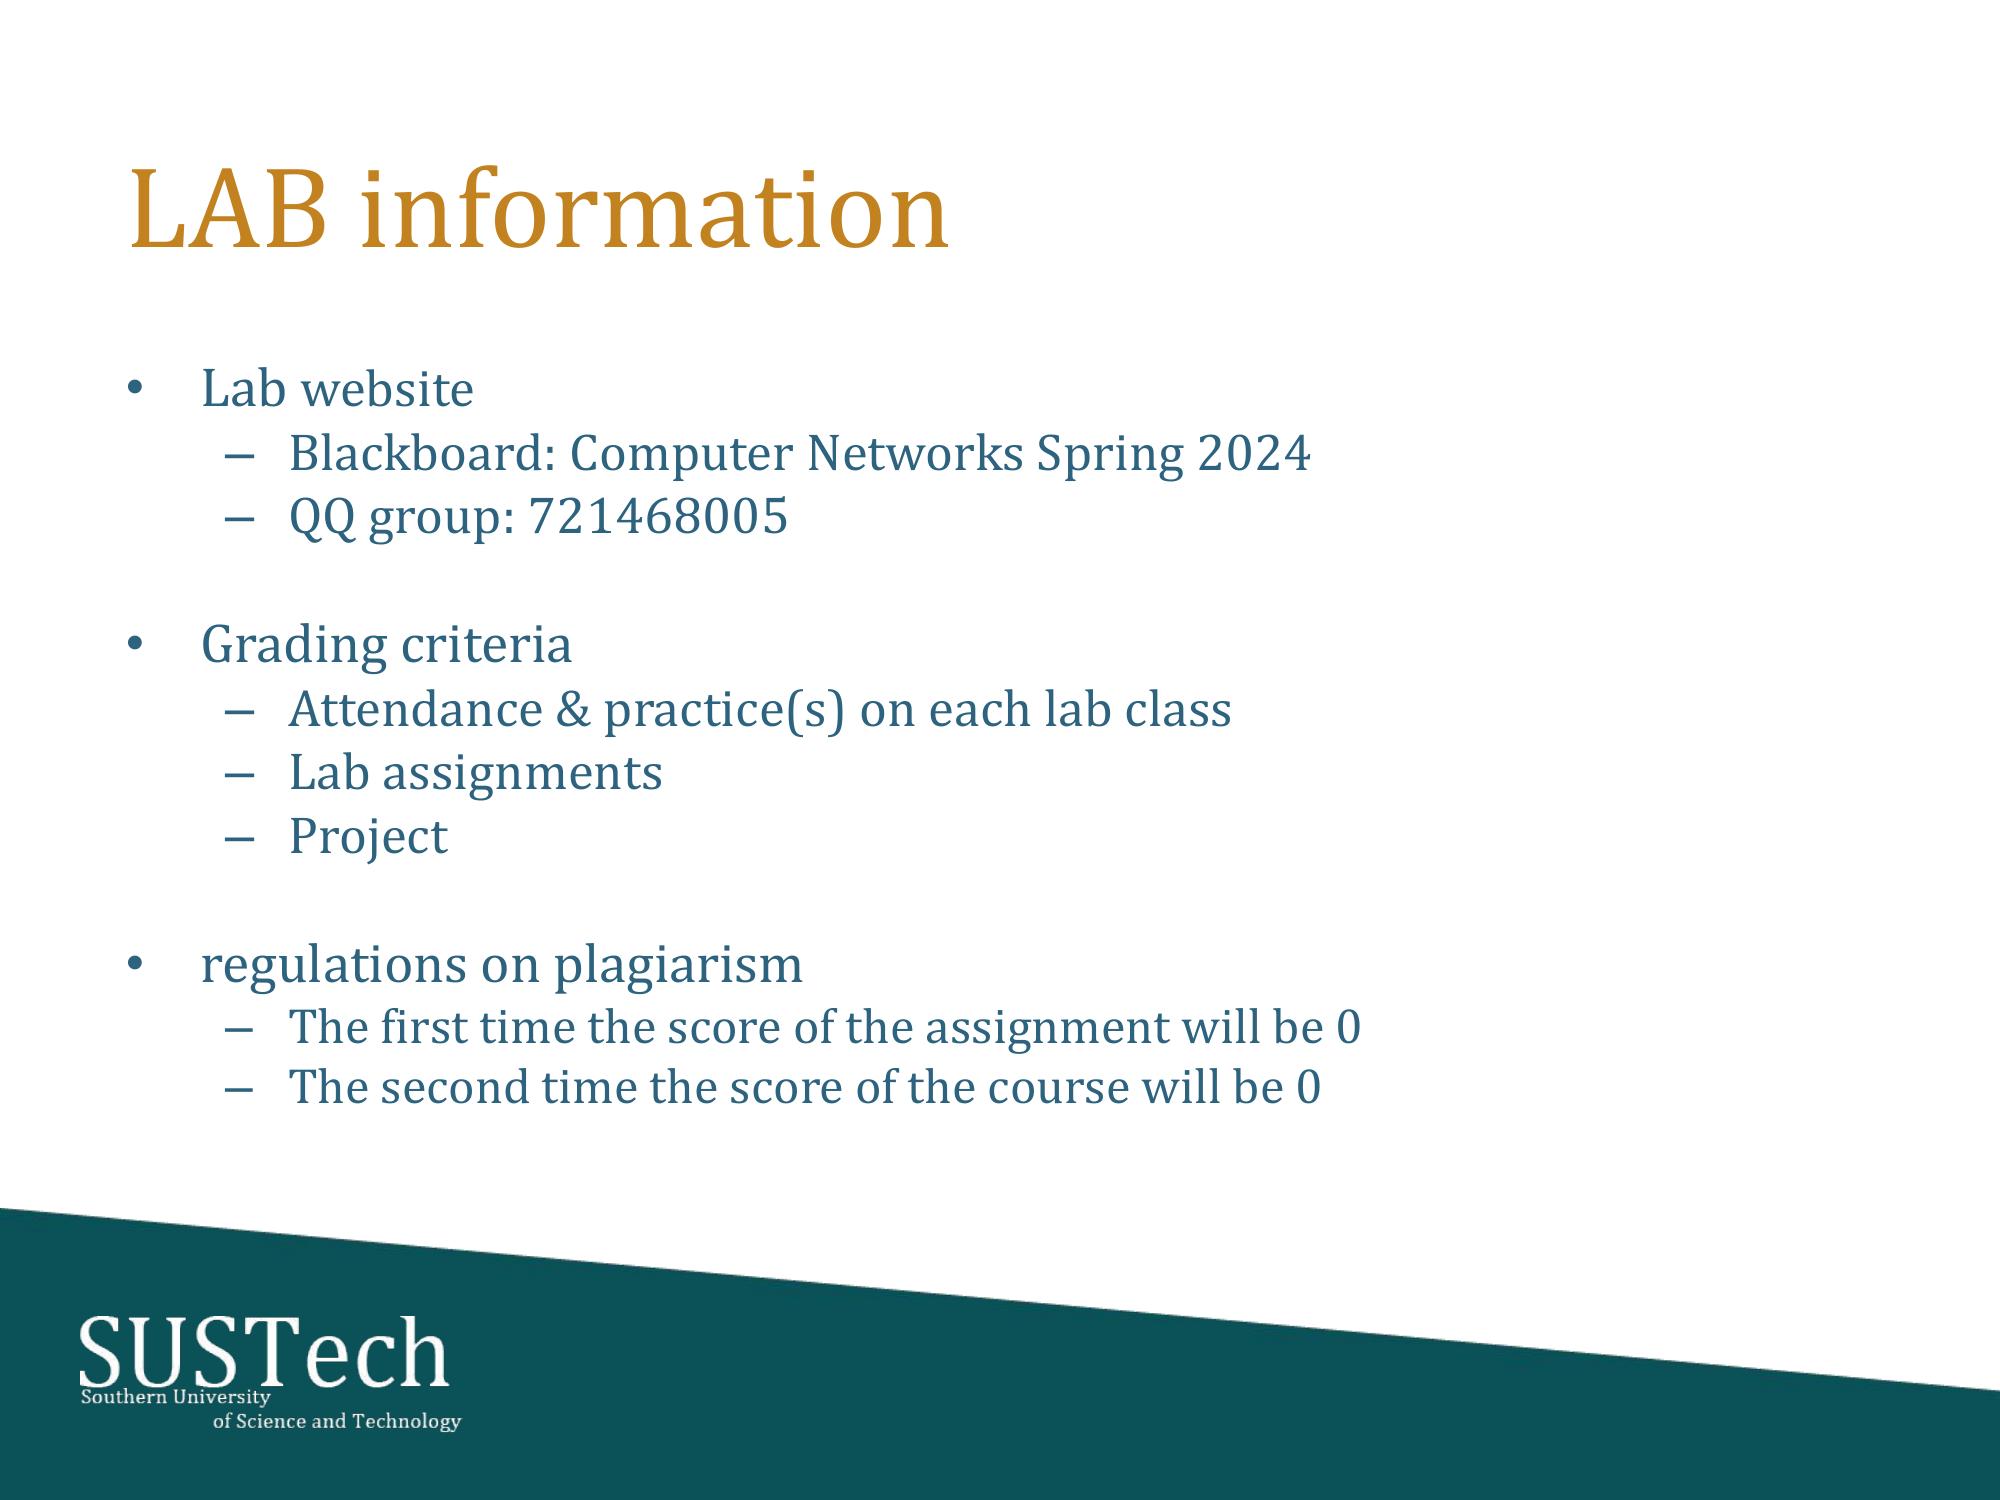 LAB information
• Lab website
– Blackboard: Computer Networks Spring 2024
– QQ group: 721468005
• Grading criteria
– Attendance & practice(s) on each lab class
– Lab assignments
– Project
• regulations on plagiarism
– The first time the score of the assignment will be 0
– The second time the score of the course will be 0
SUSTech
Southern University
of Science and Technology